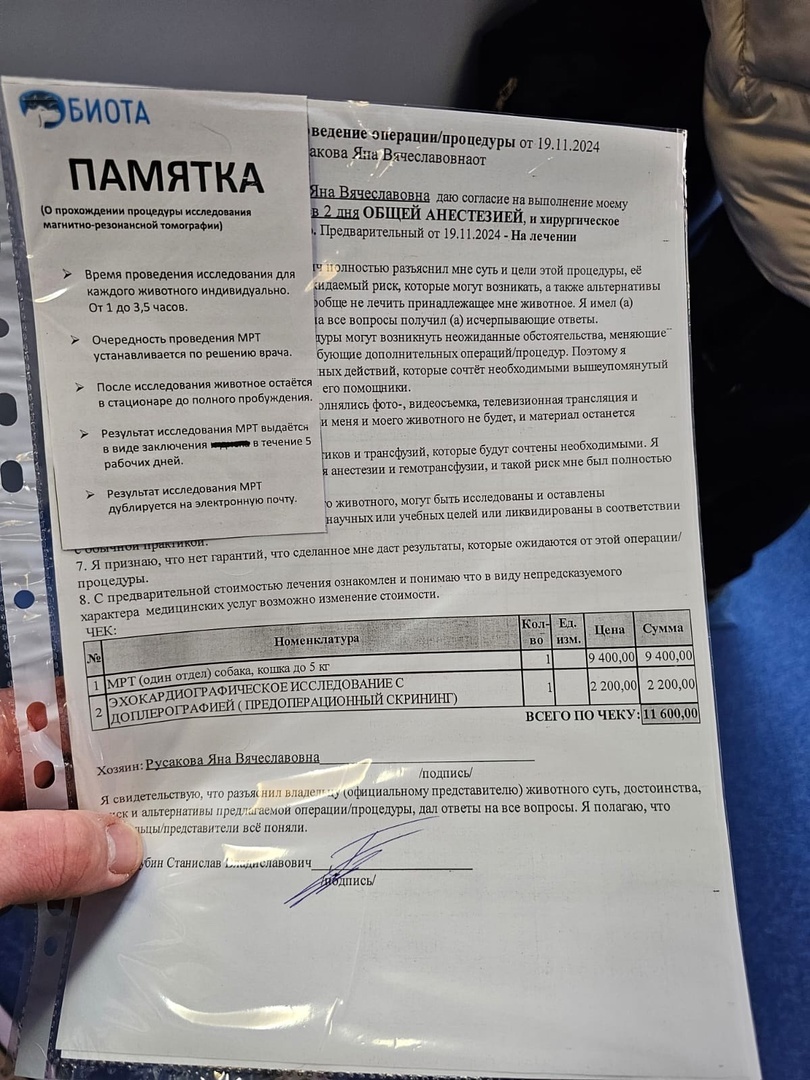 БИОТА
ПАМЯТКА
(О прохождении процедуры исследования
магнитно-резонансной томографии)
➢ Время проведения исследования для
каждого животного индивидуально.
От 1 до 3,5 часов.
➢ Очередность проведения МРТ
устанавливается по решению врача.
➢ После исследования животное остаётся
в стационаре до полного пробуждения.
➢ Результат исследования МРТ выдаётся
в виде заключения в течение 5
рабочих дней.
➢ Результат исследования МРТ
дублируется на электронную почту.
ведение операции/процедуры от 19.11.2024
акова Яна Вячеславовнаот
Яна Вячеславовна даю согласие на выполнение моему
в 2 дня ОБЩЕЙ АНЕСТЕЗИЕЙ, и хирургическое
. Предварительный от 19.11.2024 - На лечении
ич полностью разъяснил мне суть и цели этой процедуры, её
жидаемый риск, которые могут возникать, а также альтернативы
вообще не лечить принадлежащее мне животное. Я имел (а)
на все вопросы получил (а) исчерпывающие ответы.
дуры могут возникнуть неожиданные обстоятельства, меняющие
бующие дополнительных операций/процедур. Поэтому я
ных действий, которые сочтёт необходимыми вышеупомянутый
его помощники.
олнялись фото-, видеосъемка, телевизионная трансляция и
и меня и моего животного не будет, и материал останется
тиков и трансфузий, которые будут сочтены необходимыми. Я
я анестезии и гемотрансфузии, и такой риск мне был полностью
го животного, могут быть исследованы и оставлены
научных или учебных целей или ликвидированы в соответствии
с обычной практикой.
7. Я признаю, что нет гарантий, что сделанное мне даст результаты, которые ожидаются от этой операции/
процедуры.
8. С предварительной стоимостью лечения ознакомлен и понимаю что в виду непредсказуемого
характера медицинских услуг возможно изменение стоимости.
ЧЕК:
№ Номенклатура Кол-во Ед. изм. Цена Сумма
1 МРТ (один отдел) собака, кошка до 5 кг 1 9 400,00 9 400,00
2 ЭХОКАРДИОГРАФИЧЕСКОЕ ИССЛЕДОВАНИЕ С 1 2 200,00 2 200,00
ДОПЛЕРОГРАФИЕЙ ( ПРЕДОПЕРАЦИОННЫЙ СКРИНИНГ)
ВСЕГО ПО ЧЕКУ: 11 600,00
Хозяин: Русакова Яна Вячеславовна
/подпись/
Я свидетельствую, что разъяснил владельцу (официальному представителю) животного суть, достоинства,
иск и альтернативы предлагаемой операции/процедуры, дал ответы на все вопросы. Я полагаю, что
льцы/представители всё поняли.
убин Станислав Владиславович
/подпись/